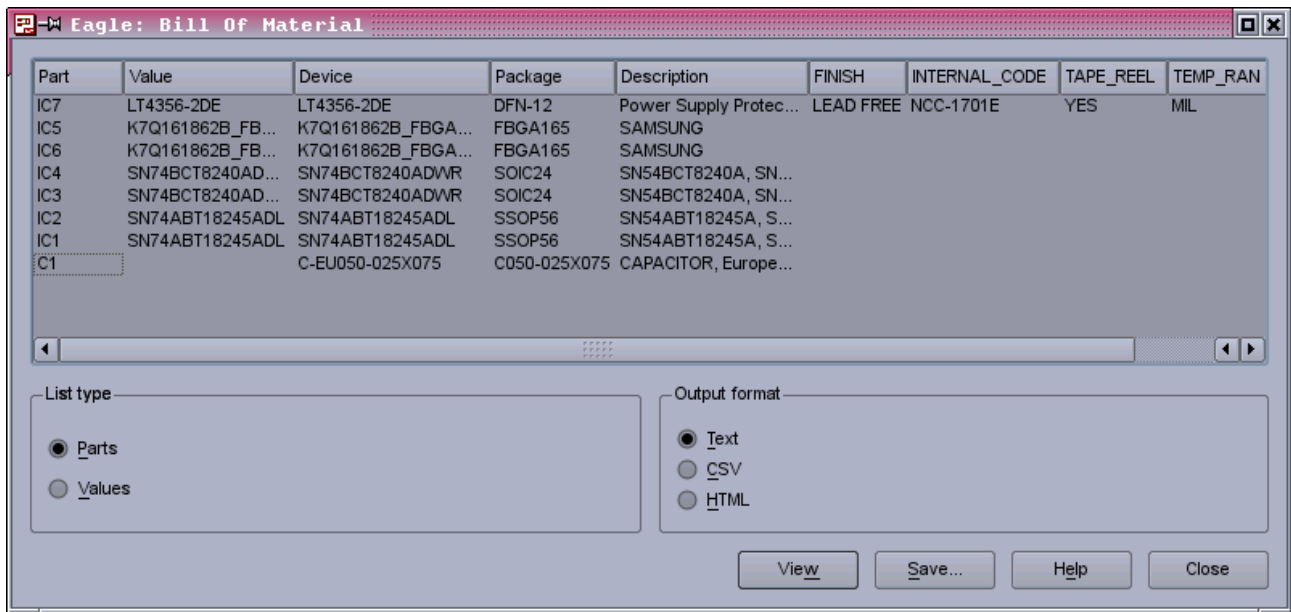 Eagle: Bill Of Material
Part Value Device Package Description FINISH INTERNAL_CODE TAPE_REEL TEMP_RAN
IC7 LT4356-2DE LT4356-2DE DFN-12 Power Supply Protec... LEAD FREE NCC-1701E YES MIL
IC5 K7Q161862B_FB... K7Q161862B_FBGA... FBGA165 SAMSUNG
IC6 K7Q161862B_FB... K7Q161862B_FBGA... FBGA165 SAMSUNG
IC4 SN74BCT8240AD... SN74BCT8240ADWR SOIC24 SN54BCT8240A, SN...
IC3 SN74BCT8240AD... SN74BCT8240ADWR SOIC24 SN54BCT8240A, SN...
IC2 SN74ABT18245ADL SN74ABT18245ADL SSOP56 SN54ABT18245A, S...
IC1 SN74ABT18245ADL SN74ABT18245ADL SSOP56 SN54ABT18245A, S...
C1 C-EU050-025X075 C050-025X075 CAPACITOR, Europe...
List type
Parts
Values
Output format
Text
CSV
HTML
View Save... Help Close